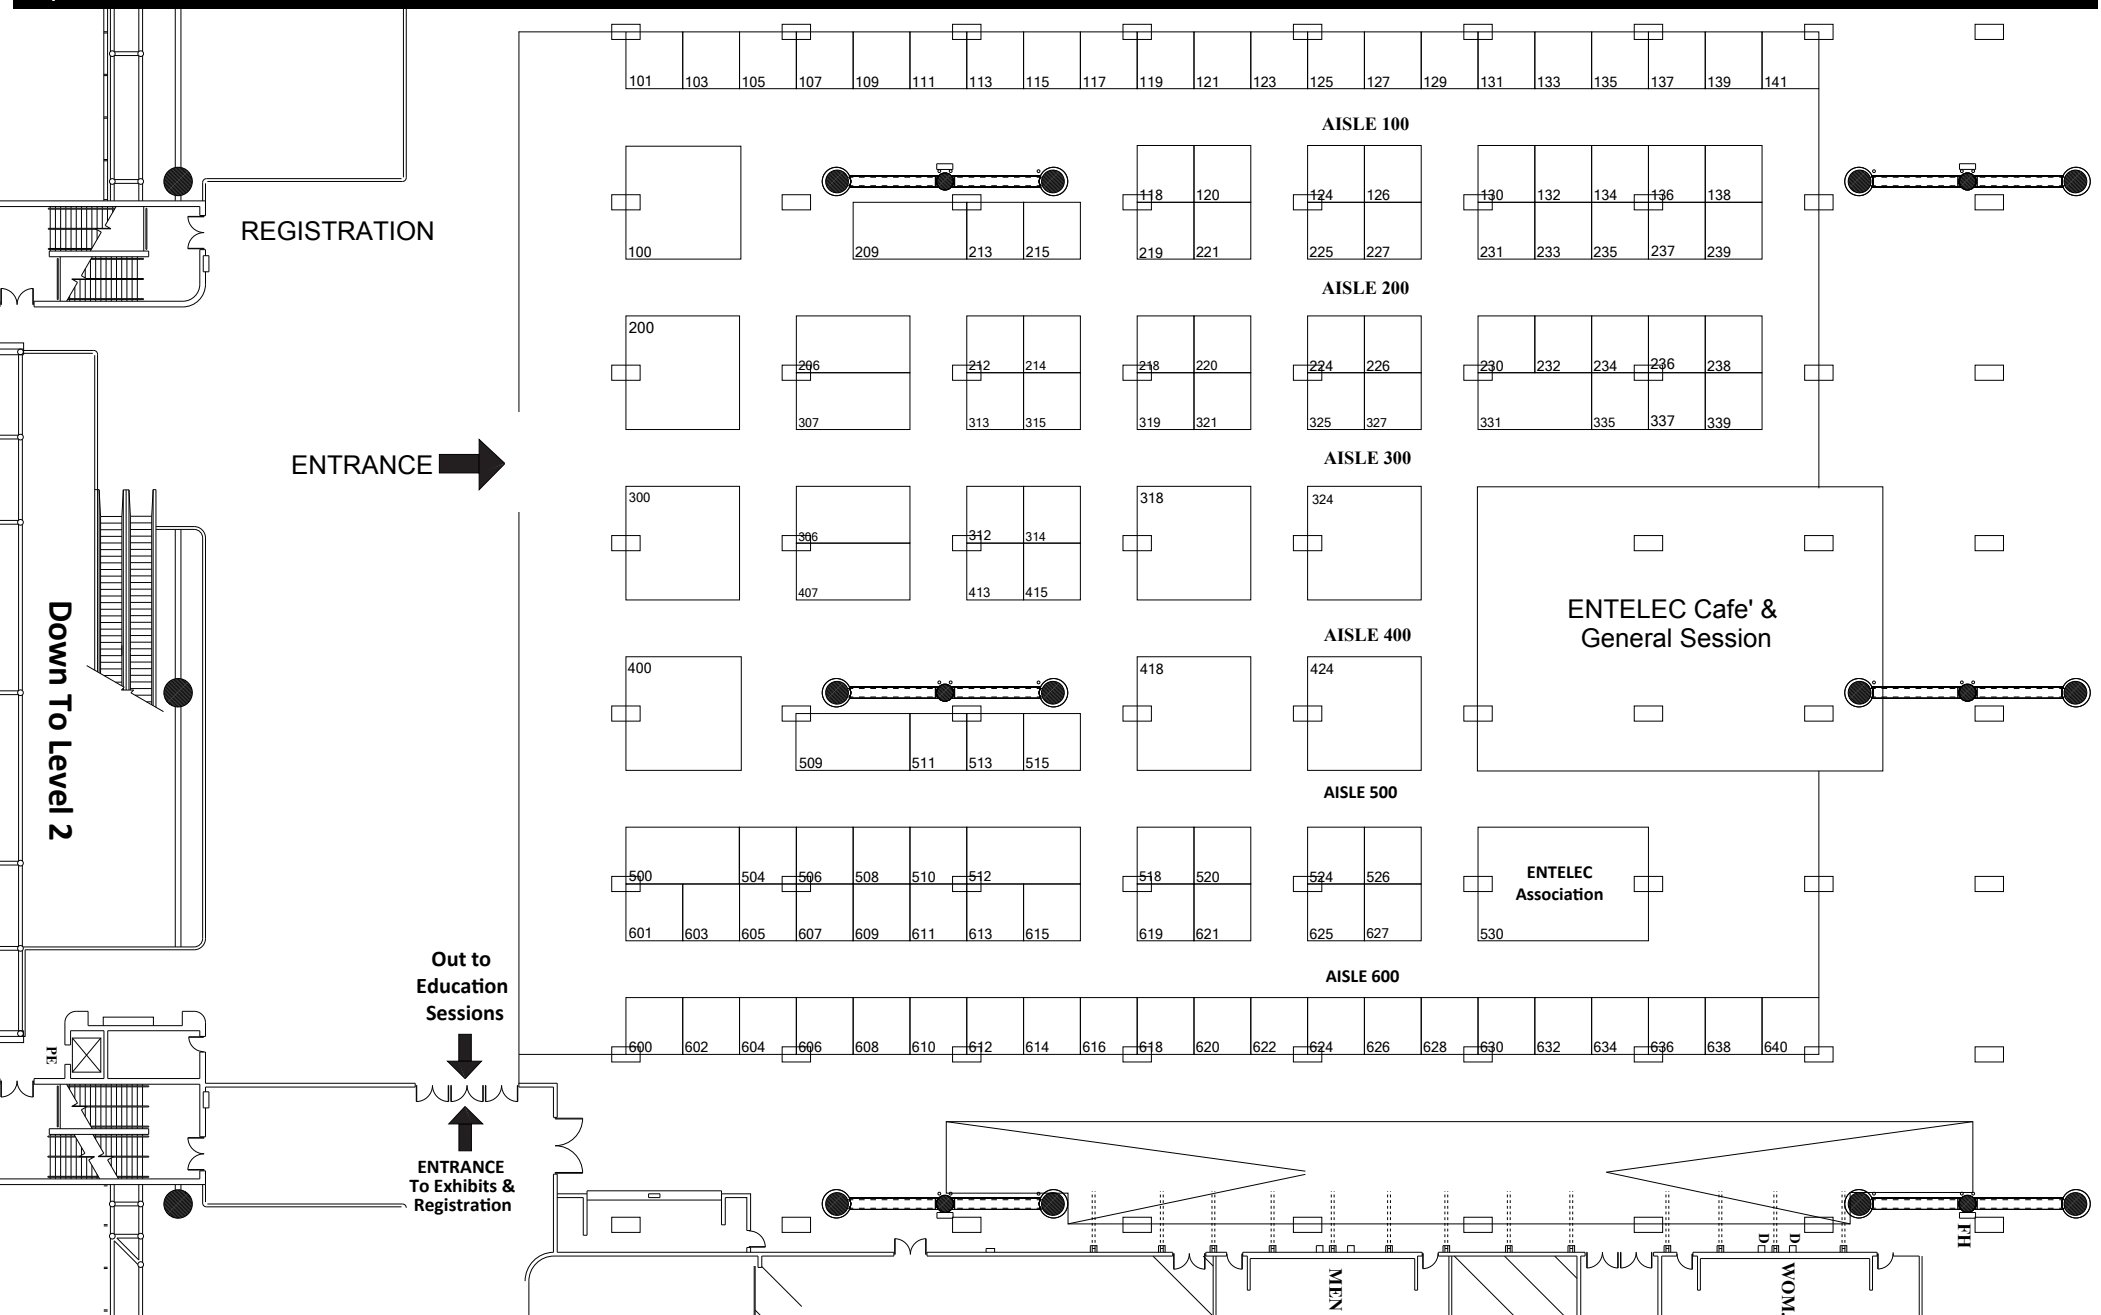 101 103 105 107 109 111 113 115 117 119 121 123 125 127 129 131 133 135 137 139 141
AISLE 100
118 120 124 126 130 132 134 136 138
REGISTRATION
100 209 213 215 219 221 225 227 231 233 235 237 239
AISLE 200
200
206 212 214 218 220 224 226 230 232 234 236 238
307 313 315 319 321 325 327 331 335 337 339
ENTRANCE
AISLE 300
300 318 324
306 312 314
407 413 415
ENTELEC Cafe' &
General Session
AISLE 400
400 418 424
Down To Level 2
509 511 513 515
AISLE 500
500 504 506 508 510 512 518 520 524 526
ENTELEC
Association
601 603 605 607 609 611 613 615 619 621 625 627 530
Out to
Education
Sessions
AISLE 600
600 602 604 606 608 610 612 614 616 618 620 622 624 626 628 630 632 634 636 638 640
PE
ENTRANCE
To Exhibits &
Registration
FH
D D
MEN
WOM